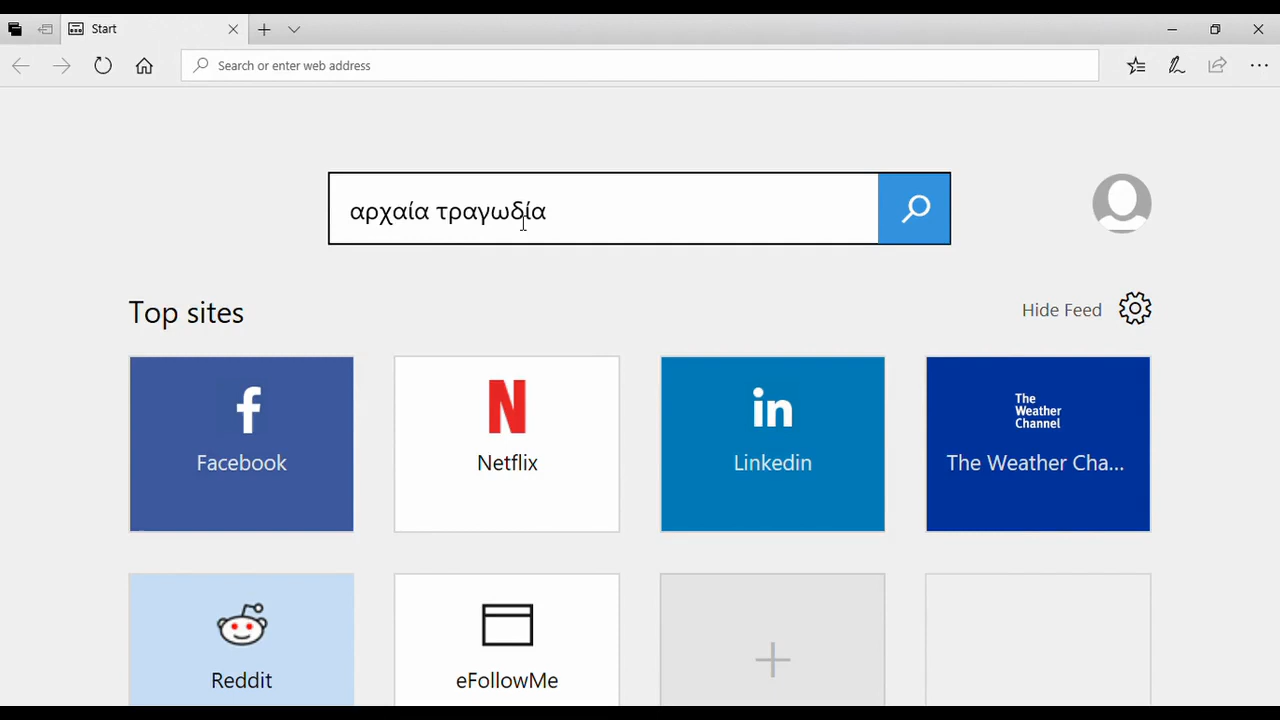 Start
Search or enter web address
αρχαία τραγωδία
Top sites
Hide Feed
f
Facebook
N
Netflix
in
Linkedin
The
Weather
Channel
The Weather Cha...
Reddit
eFollowMe